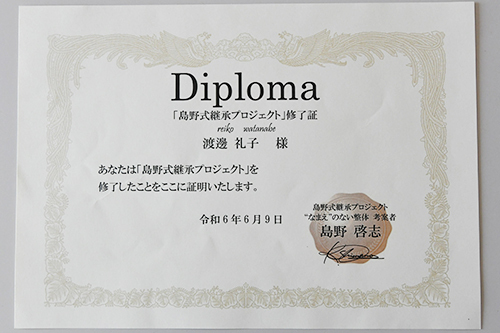 Diploma
「島野式継承プロジェクト」修了証
reiko watanabe
渡邊 礼子 様
あなたは「島野式継承プロジェクト」を
修了したことをここに証明いたします。
令和6年6月9日
島野式継承プロジェクト
"なまえ"のない整体 考案者
島野 啓志